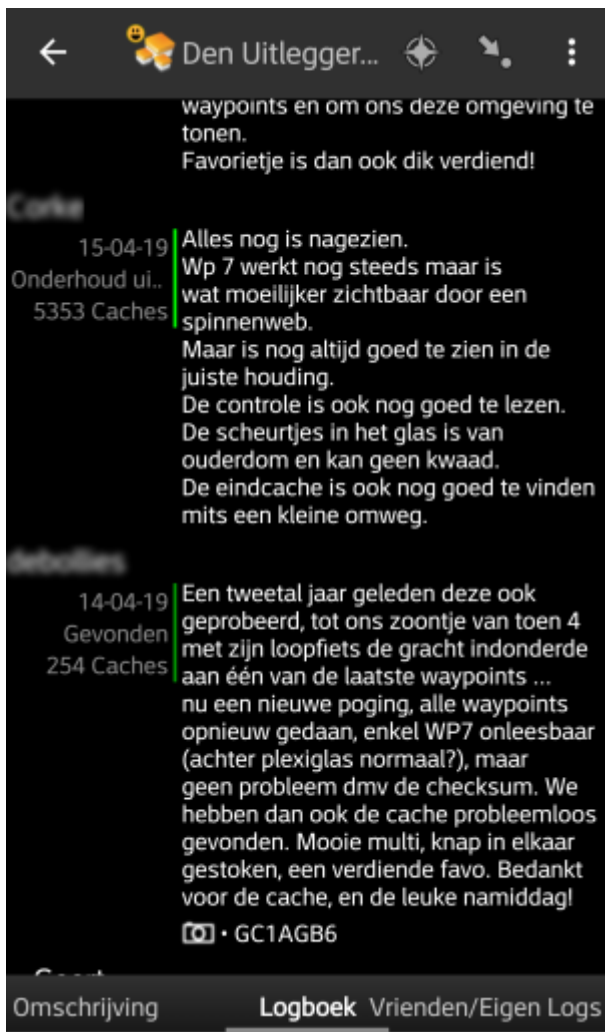 Den Uitlegger...
waypoints en om ons deze omgeving te
tonen.
Favorietje is dan ook dik verdiend!
15-04-19
Onderhoud ui..
5353 Caches
Alles nog is nagezien.
Wp 7 werkt nog steeds maar is
wat moeilijker zichtbaar door een
spinnenweb.
Maar is nog altijd goed te zien in de
juiste houding.
De controle is ook nog goed te lezen.
De scheurtjes in het glas is van
ouderdom en kan geen kwaad.
De eindcache is ook nog goed te vinden
mits een kleine omweg.
14-04-19
Gevonden
254 Caches
Een tweetal jaar geleden deze ook
geprobeerd, tot ons zoontje van toen 4
met zijn loopfiets de gracht indonderde
aan één van de laatste waypoints ...
nu een nieuwe poging, alle waypoints
opnieuw gedaan, enkel WP7 onleesbaar
(achter plexiglas normaal?), maar
geen probleem dmv de checksum. We
hebben dan ook de cache probleemloos
gevonden. Mooie multi, knap in elkaar
gestoken, een verdiende favo. Bedankt
voor de cache, en de leuke namiddag!
• GC1AGB6
Omschrijving
Logboek
Vrienden/Eigen Logs